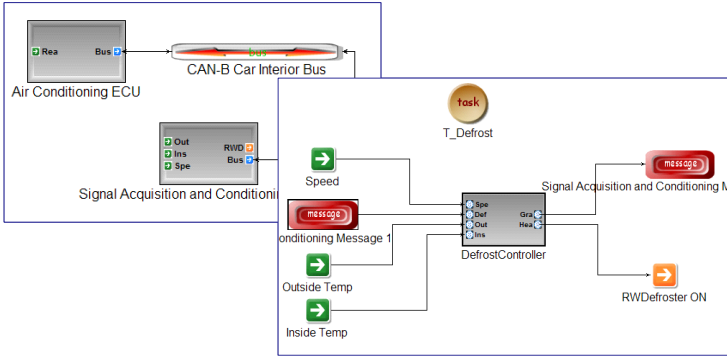 Rea
Bus
bus
Air Conditioning ECU
CAN-B Car Interior Bus
Out
Ins
Spe
RWD
Bus
Signal Acquisition and Conditioni
task
T_Defrost
Speed
message
Signal Acquisition and Conditioning M
message
onditioning Message 1
Spe
Def
Out
Ins
Gra
Hea
DefrostController
Outside Temp
RWDefroster ON
Inside Temp